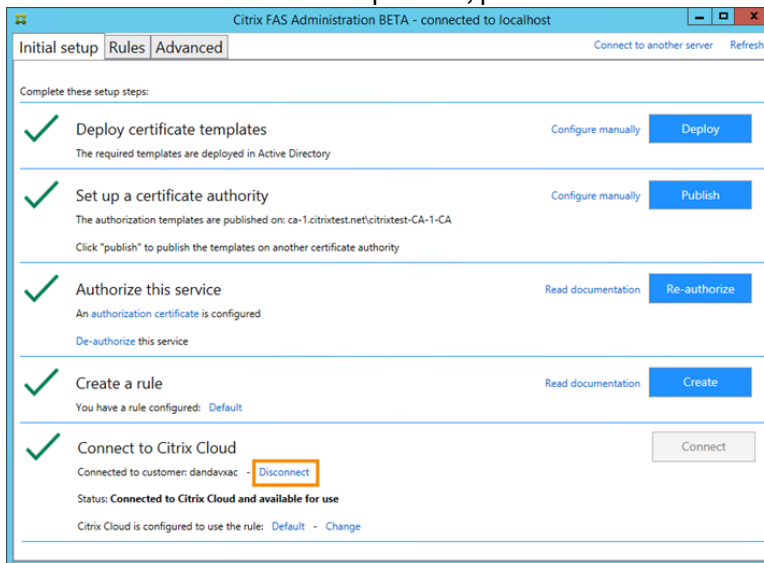 Citrix FAS Administration BETA - connected to localhost
Initial setup Rules Advanced Connect to another server Refresh
Complete these setup steps:
Deploy certificate templates Configure manually Deploy
The required templates are deployed in Active Directory
Set up a certificate authority Configure manually Publish
The authorization templates are published on: ca-1.citrixtest.net\citrixtest-CA-1-CA
Click "publish" to publish the templates on another certificate authority
Authorize this service Read documentation Re-authorize
An authorization certificate is configured
De-authorize this service
Create a rule Read documentation Create
You have a rule configured: Default
Connect to Citrix Cloud Connect
Connected to customer: dandavxac - Disconnect
Status: Connected to Citrix Cloud and available for use
Citrix Cloud is configured to use the rule: Default - Change